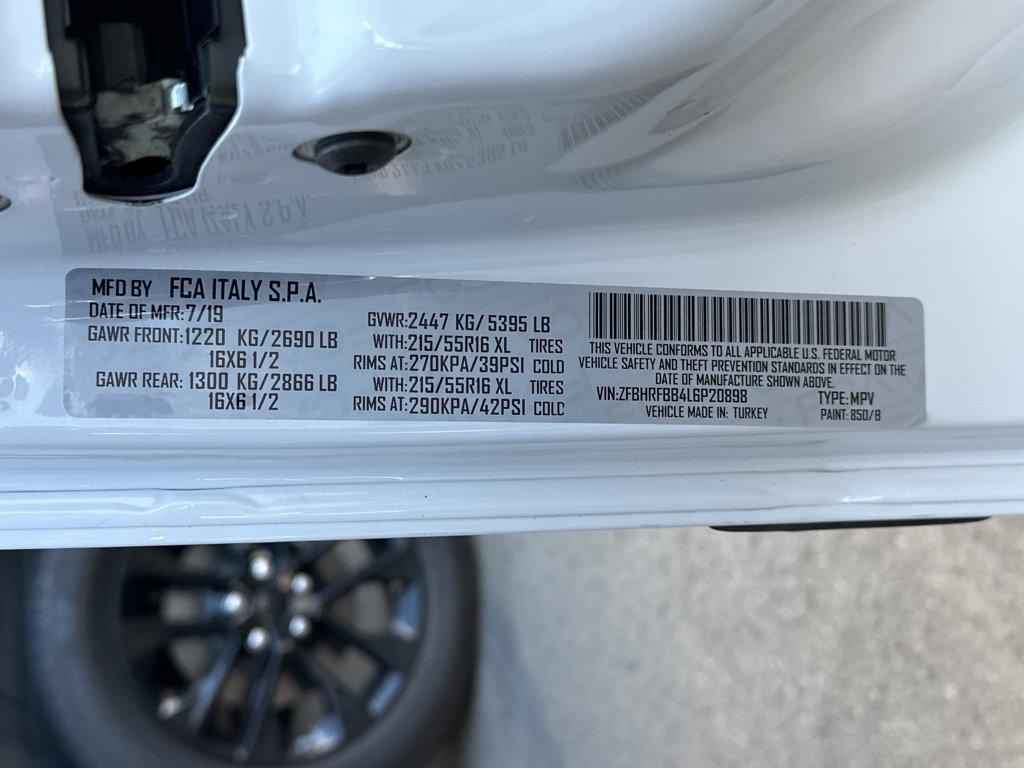 MFD BY FCA ITALY S.P.A.
DATE OF MFR:7/19
GAWR FRONT:1220 KG/2690 LB
16X6 1/2
GAWR REAR: 1300 KG/2866 LB
16X6 1/2
GVWR:2447 KG/ 5395 LB
WITH:215/55R16 XL TIRES
RIMS AT:270KPA/39PSI COLD
WITH:215/55R16 XL TIRES
RIMS AT:290KPA/42PSI COLD
THIS VEHICLE CONFORMS TO ALL APPLICABLE U.S. FEDERAL MOTOR
VEHICLE SAFETY AND THEFT PREVENTION STANDARDS IN EFFECT ON THE
DATE OF MANUFACTURE SHOWN ABOVE.
VIN:ZFBHRFBB4L6P20898 TYPE:MPV
VEHICLE MADE IN: TURKEY PAINT:850/B